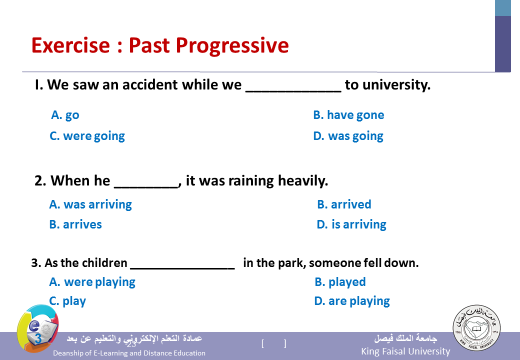 Exercise : Past Progressive
I. We saw an accident while we ____________ to university.
A. go B. have gone
C. were going D. was going
2. When he ________, it was raining heavily.
A. was arriving B. arrived
B. arrives D. is arriving
3. As the children ________________ in the park, someone fell down.
A. were playing B. played
C. play D. are playing
عمادة التعلم الإلكتروني والتعليم عن بعد
Deanship of E-Learning and Distance Education
[ ]
جامعة الملك فيصل
King Faisal University